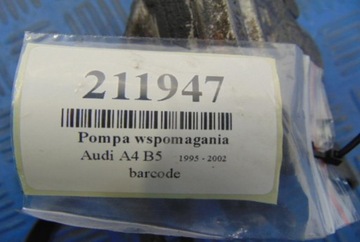 211947
Pompa wspomagania
Audi A4 B5 1995 - 2002
barcode